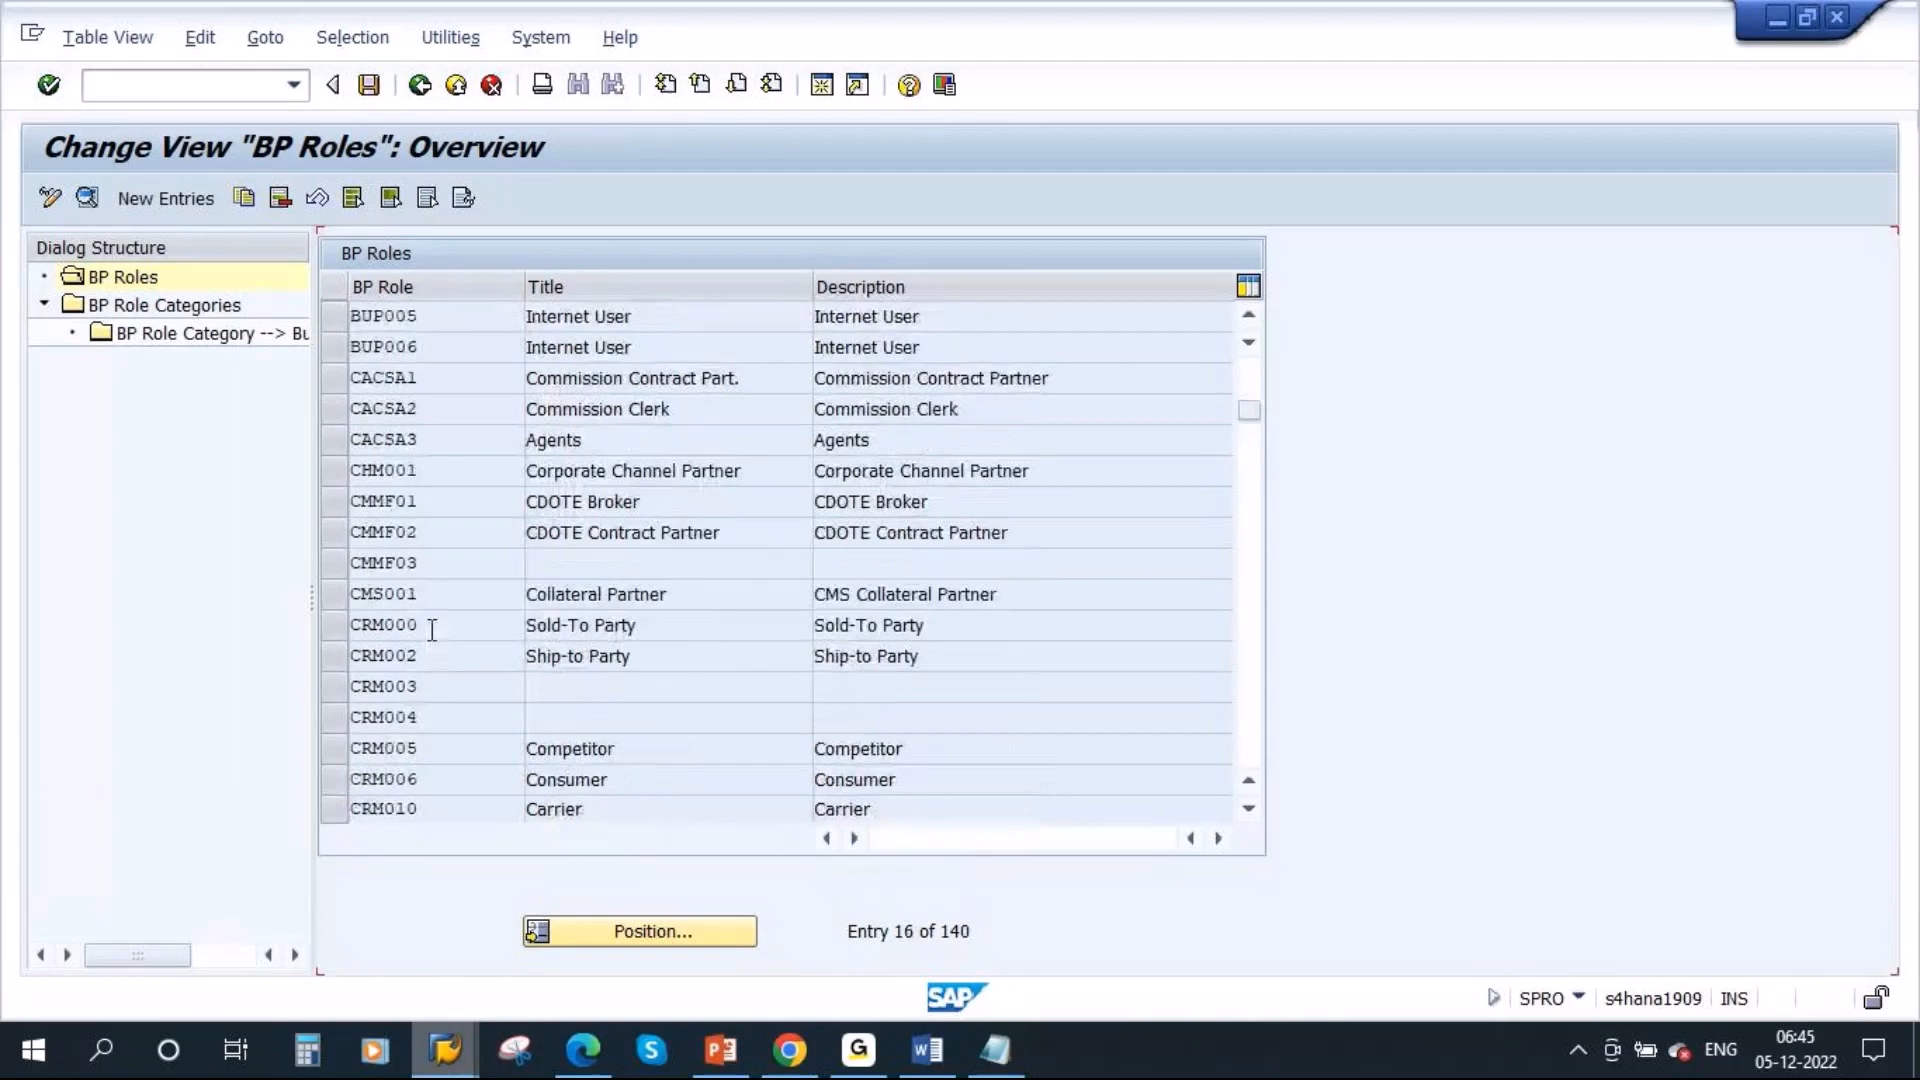 Table View Edit Goto Selection Utilities System Help
Change View "BP Roles": Overview
New Entries
Dialog Structure
BP Roles
BP Role Categories
BP Role Category --> Bu
BP Roles
BP Role Title Description
BUP005 Internet User Internet User
BUP006 Internet User Internet User
CACSA1 Commission Contract Part. Commission Contract Partner
CACSA2 Commission Clerk Commission Clerk
CACSA3 Agents Agents
CHM001 Corporate Channel Partner Corporate Channel Partner
CMMF01 CDOTE Broker CDOTE Broker
CMMF02 CDOTE Contract Partner CDOTE Contract Partner
CMMF03
CMS001 Collateral Partner CMS Collateral Partner
CRM000 Sold-To Party Sold-To Party
CRM002 Ship-to Party Ship-to Party
CRM003
CRM004
CRM005 Competitor Competitor
CRM006 Consumer Consumer
CRM010 Carrier Carrier
Position... Entry 16 of 140
SAP SPRO s4hana1909 INS
ENG 06:45
05-12-2022